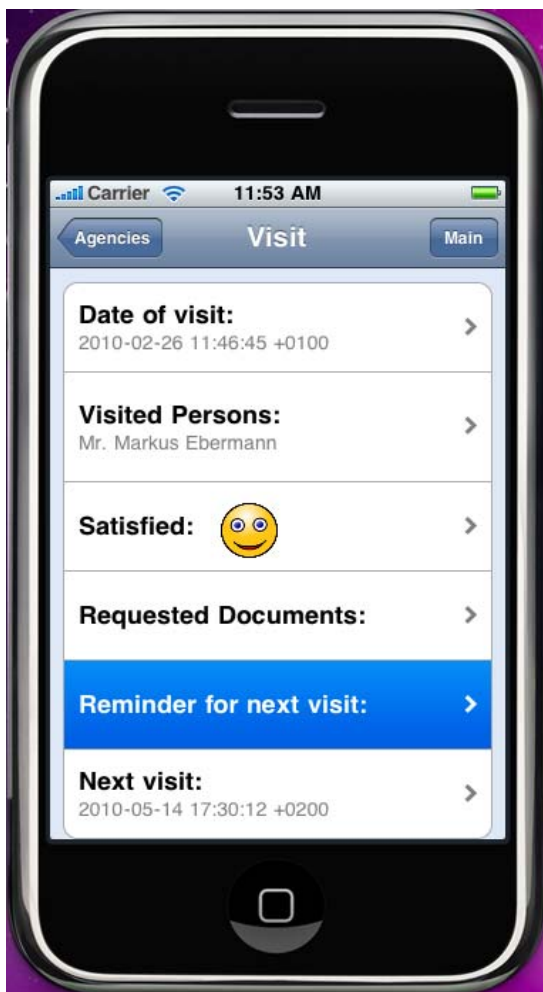 Carrier 11:53 AM
Agencies Visit Main
Date of visit:
2010-02-26 11:46:45 +0100
Visited Persons:
Mr. Markus Ebermann
Satisfied:
Requested Documents:
Reminder for next visit:
Next visit:
2010-05-14 17:30:12 +0200